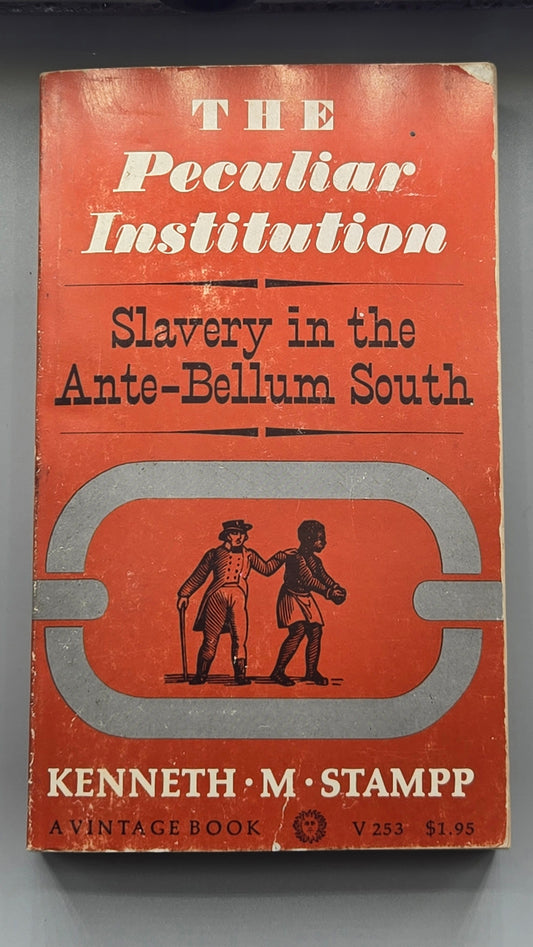 THE
Peculiar
Institution
Slavery in the
Ante-Bellum South
KENNETH · M · STAMPP
A VINTAGE BOOK V 253 $1.95